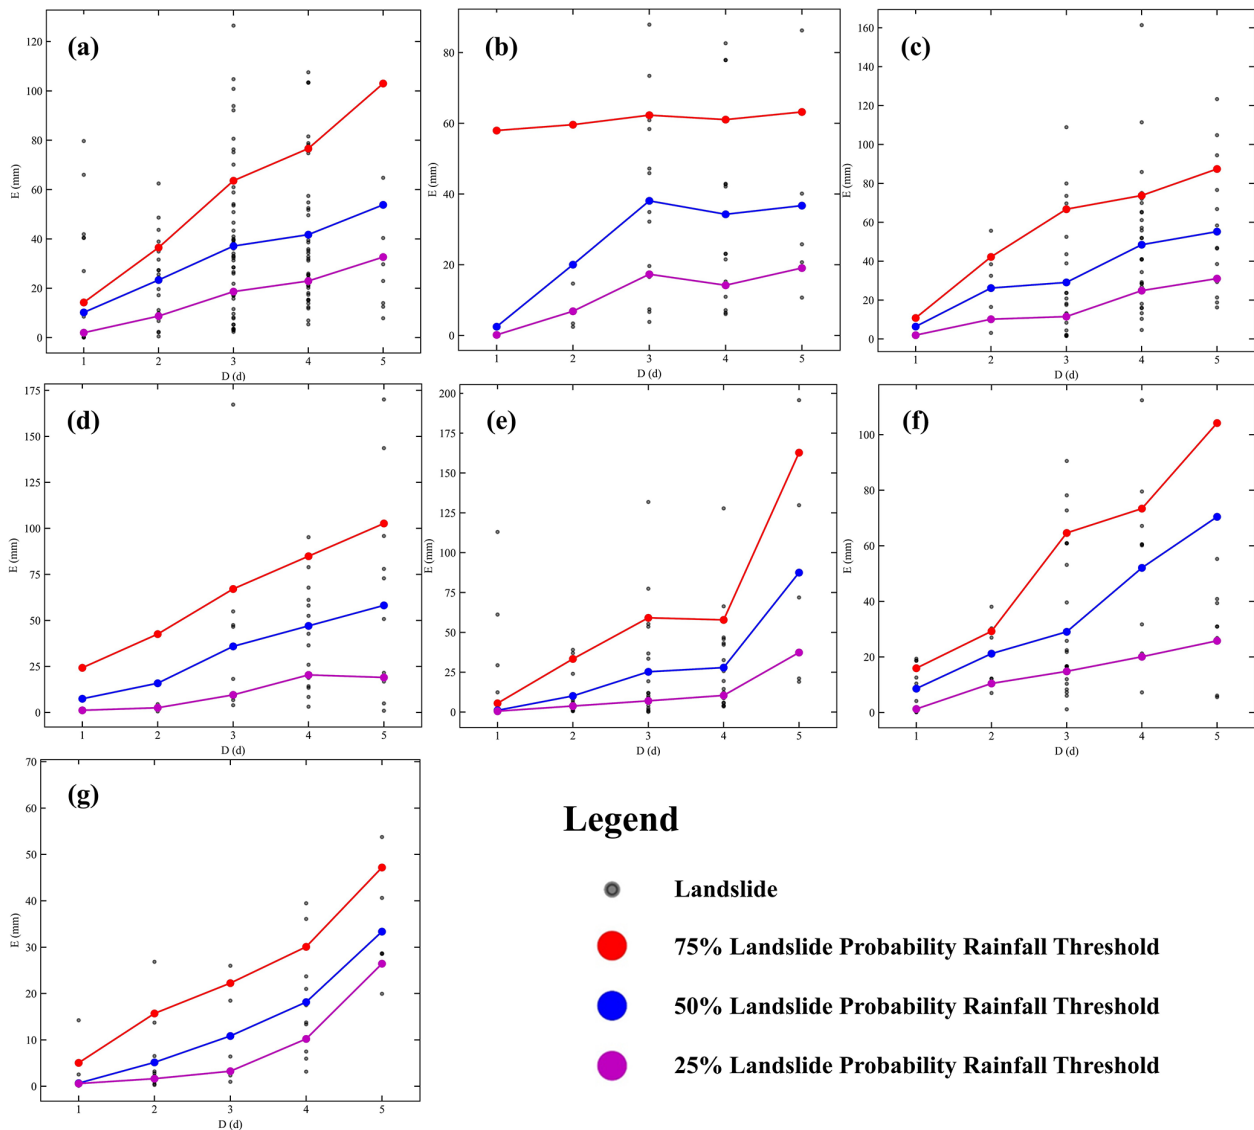 (a)
120
100
80
60
40
20
0
E (mm)
1 2 3 4 5
D (d)
(b)
80
60
40
20
0
E (mm)
1 2 3 4 5
D (d)
(c)
160
140
120
100
80
60
40
20
0
E (mm)
1 2 3 4 5
D (d)
(d)
175
150
125
100
75
50
25
0
E (mm)
1 2 3 4 5
D (d)
(e)
200
175
150
125
100
75
50
25
0
E (mm)
1 2 3 4 5
D (d)
(f)
100
80
60
40
20
0
E (mm)
1 2 3 4 5
D (d)
(g)
70
60
50
40
30
20
10
0
E (mm)
1 2 3 4 5
D (d)
Legend
Landslide
75% Landslide Probability Rainfall Threshold
50% Landslide Probability Rainfall Threshold
25% Landslide Probability Rainfall Threshold